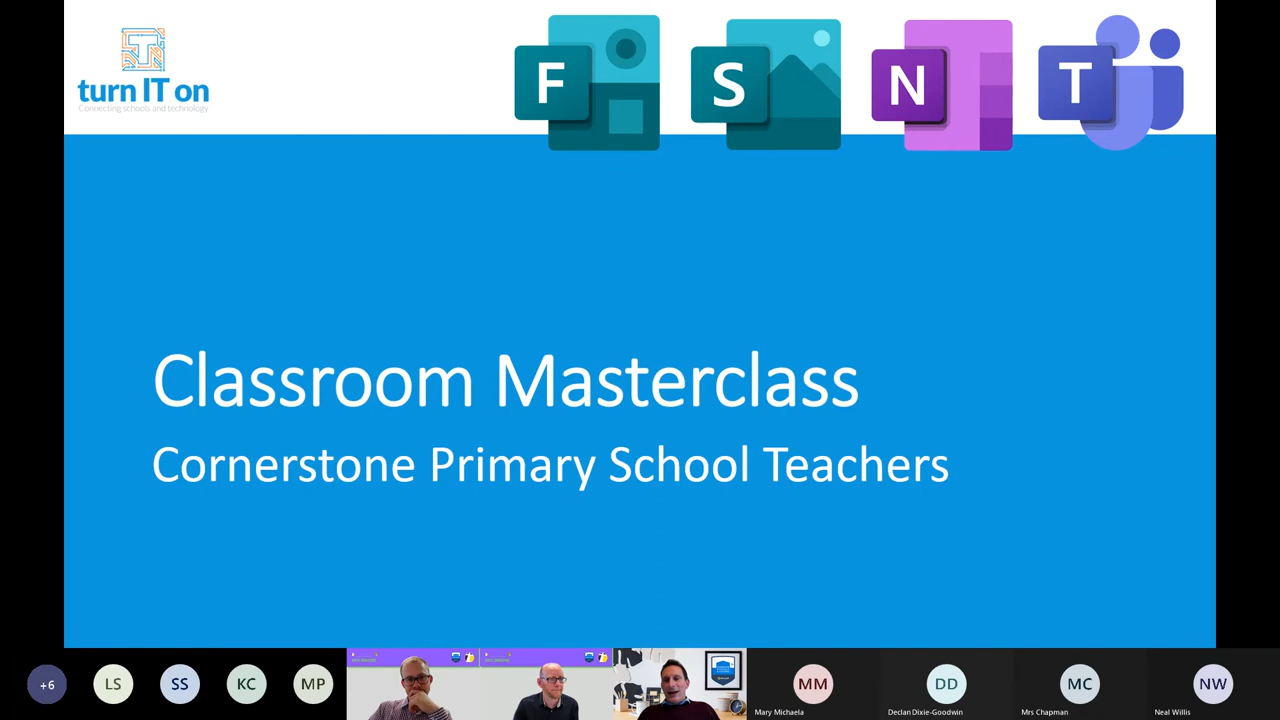 turn IT on
Connecting schools and technology
F
S
N
T
Classroom Masterclass
Cornerstone Primary School Teachers
+6
LS
SS
KC
MP
MM
Mary Michaela
DD
Declan Dixie-Goodwin
MC
Mrs Chapman
NW
Neal Willis